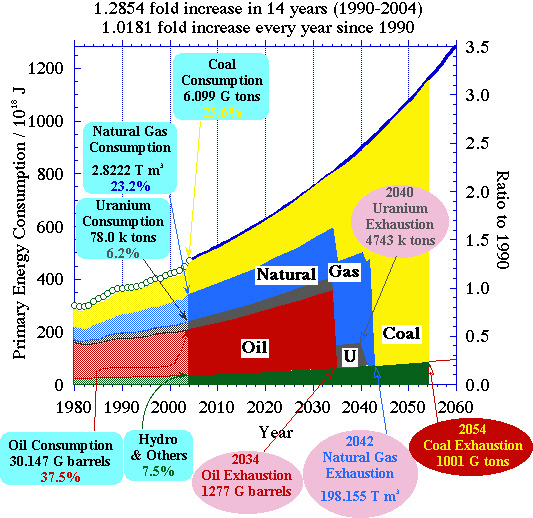 1.2854 fold increase in 14 years (1990-2004)
1.0181 fold increase every year since 1990
Primary Energy Consumption / 10¹⁸ J
1200
1000
800
600
400
200
0
3.5
3.0
2.5
2.0
1.5
1.0
0.5
0.0
Ratio to 1990
Coal
Consumption
6.099 G tons
25.6%
Natural Gas
Consumption
2.8222 T m³
23.2%
Uranium
Consumption
78.0 k tons
6.2%
2040
Uranium
Exhaustion
4743 k tons
Natural
Gas
Oil
U
Coal
1980
1990
2000
2010
2020
2030
2040
2050
2060
Year
Oil Consumption
30.147 G barrels
37.5%
Hydro
& Others
7.5%
2034
Oil Exhaustion
1277 G barrels
2042
Natural Gas
Exhaustion
198.155 T m³
2054
Coal Exhaustion
1001 G tons